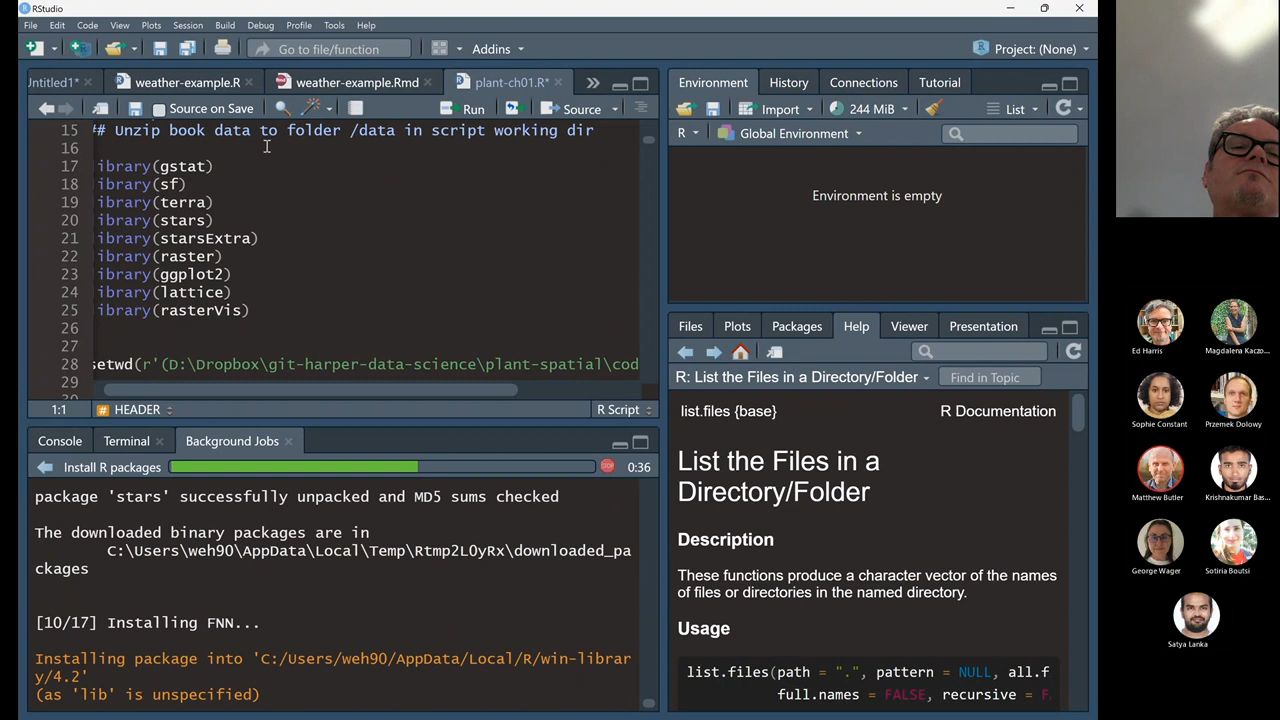 RStudio
File Edit Code View Plots Session Build Debug Profile Tools Help
Go to file/function Addins Project: (None)
Untitled1* weather-example.R weather-example.Rmd plant-ch01.R*
Source on Save Run Source
15 ## Unzip book data to folder /data in script working dir
16
17 library(gstat)
18 library(sf)
19 library(terra)
20 library(stars)
21 library(starsExtra)
22 library(raster)
23 library(ggplot2)
24 library(lattice)
25 library(rasterVis)
26
27
28 setwd(r'(D:\Dropbox\git-harper-data-science\plant-spatial\cod
29
1:1 # HEADER R Script
Console Terminal Background Jobs
Install R packages STOP 0:36
package 'stars' successfully unpacked and MD5 sums checked
The downloaded binary packages are in
C:\Users\weh90\AppData\Local\Temp\Rtmp2LOyRx\downloaded_pa
ckages
[10/17] Installing FNN...
Installing package into 'C:/Users/weh90/AppData/Local/R/win-librar
y/4.2'
(as 'lib' is unspecified)
Environment History Connections Tutorial
Import 244 MiB List
R Global Environment
Environment is empty
Files Plots Packages Help Viewer Presentation
R: List the Files in a Directory/Folder Find in Topic
list.files {base} R Documentation
List the Files in a
Directory/Folder
Description
These functions produce a character vector of the names
of files or directories in the named directory.
Usage
list.files(path = ".", pattern = NULL, all.f
full.names = FALSE, recursive = F
Ed Harris Magdalena Kaczo...
Sophie Constant Przemek Dolowy
Matthew Butler Krishnakumar Bas...
George Wager Sotiria Boutsi
Satya Lanka